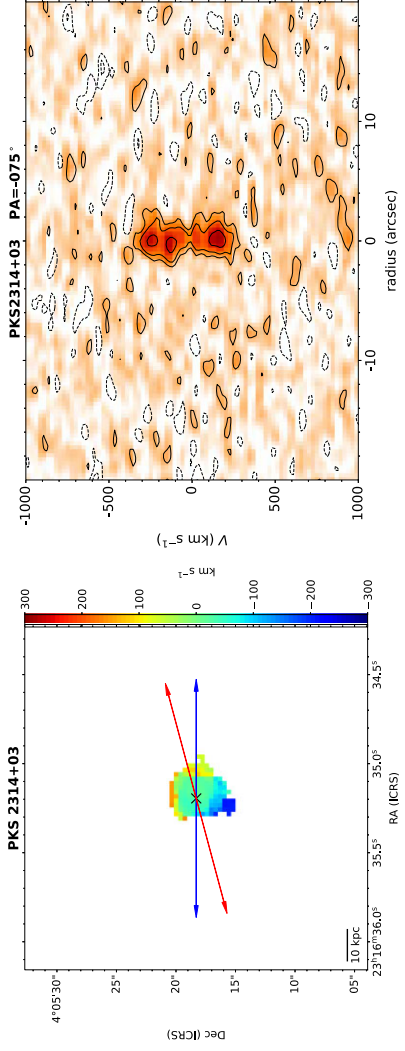 PKS 2314+03
4°05'30"
25"
20"
15"
10"
05"
Dec (ICRS)
10 kpc
23ʰ16ᵐ36.0ˢ
35.5ˢ
35.0ˢ
34.5ˢ
RA (ICRS)
300
200
100
0
−100
−200
−300
km s⁻¹
PKS2314+03 PA=-075°
-1000
-500
0
500
1000
V (km s⁻¹)
-10
0
10
radius (arcsec)